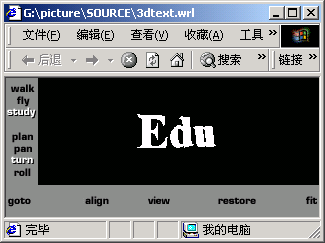 G:\picture\SOURCE\3dtext.wrl
文件(F) 编辑(E) 查看(V) 收藏(A) 工具 »
后退 » 搜索 » 链接 »
walk
fly
study
Edu
plan
pan
turn
roll
goto align view restore fit
完毕 我的电脑